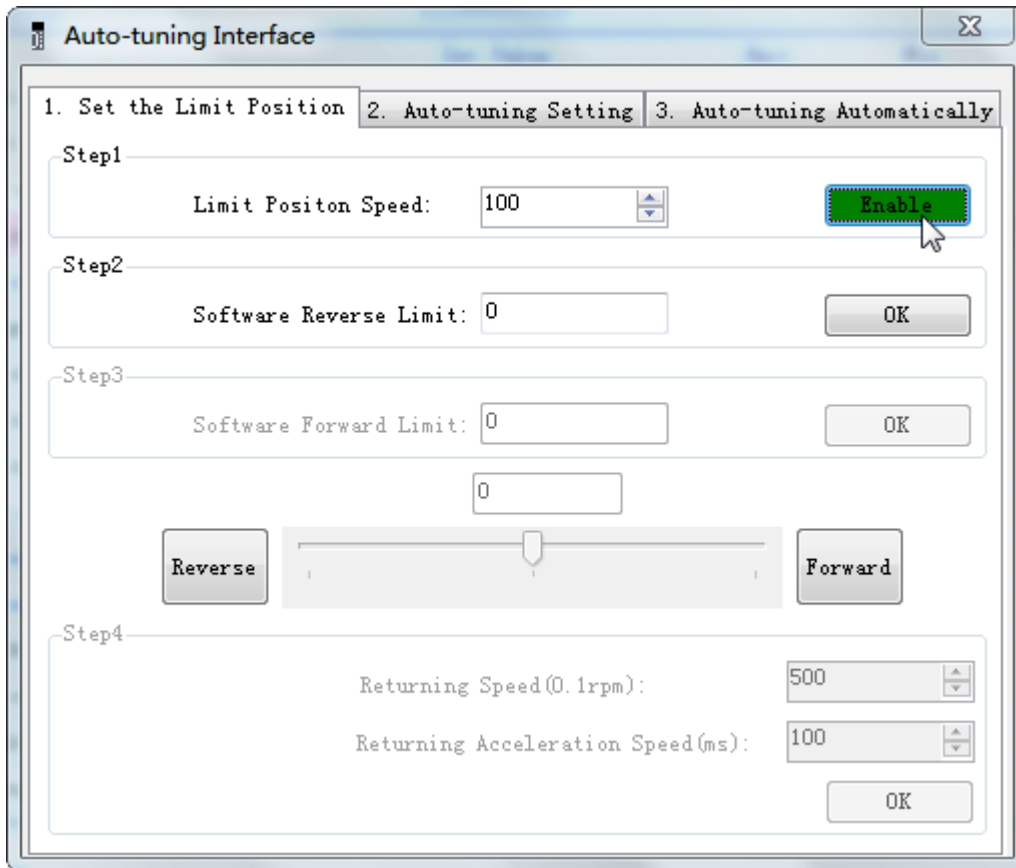 Auto-tuning Interface
1. Set the Limit Position 2. Auto-tuning Setting 3. Auto-tuning Automatically
Step1
Limit Positon Speed: 100 Enable
Step2
Software Reverse Limit: 0 OK
Step3
Software Forward Limit: 0 OK
0
Reverse Forward
Step4
Returning Speed(0.1rpm): 500
Returning Acceleration Speed(ms): 100
OK